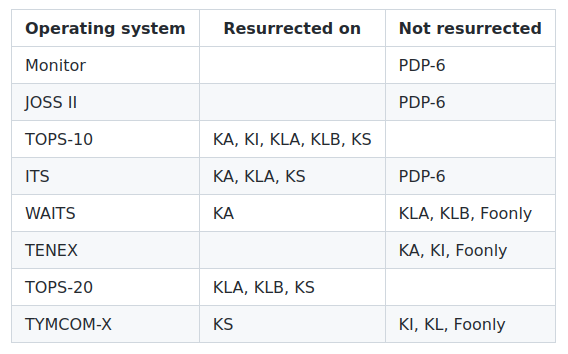 Operating system Resurrected on Not resurrected
Monitor PDP-6
JOSS II PDP-6
TOPS-10 KA, KI, KLA, KLB, KS
ITS KA, KLA, KS PDP-6
WAITS KA KLA, KLB, Foonly
TENEX KA, KI, Foonly
TOPS-20 KLA, KLB, KS
TYMCOM-X KS KI, KL, Foonly